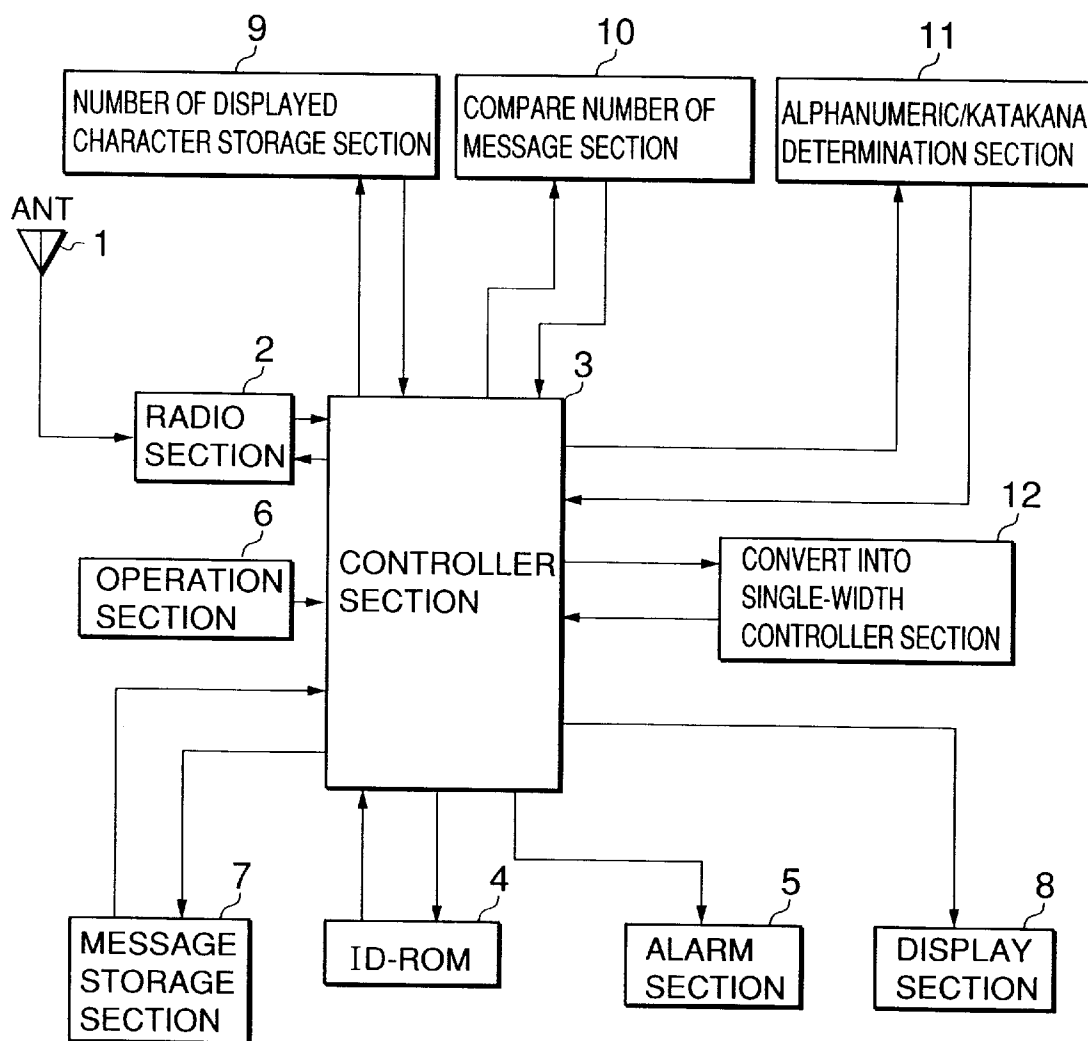 9
10
11
NUMBER OF DISPLAYED
CHARACTER STORAGE SECTION
COMPARE NUMBER OF
MESSAGE SECTION
ALPHANUMERIC/KATAKANA
DETERMINATION SECTION
ANT
1
2
RADIO
SECTION
3
CONTROLLER
SECTION
6
OPERATION
SECTION
12
CONVERT INTO
SINGLE-WIDTH
CONTROLLER SECTION
7
MESSAGE
STORAGE
SECTION
4
ID-ROM
5
ALARM
SECTION
8
DISPLAY
SECTION